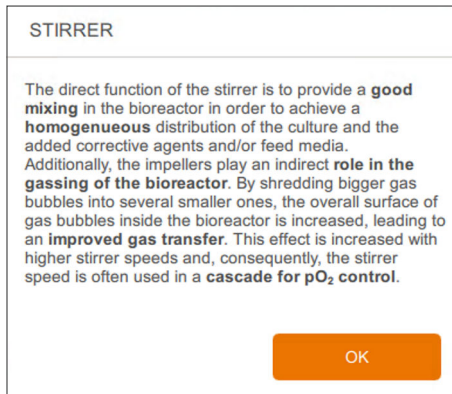 STIRRER
The direct function of the stirrer is to provide a good
mixing in the bioreactor in order to achieve a
homogenueous distribution of the culture and the
added corrective agents and/or feed media.
Additionally, the impellers play an indirect role in the
gassing of the bioreactor. By shredding bigger gas
bubbles into several smaller ones, the overall surface of
gas bubbles inside the bioreactor is increased, leading to
an improved gas transfer. This effect is increased with
higher stirrer speeds and, consequently, the stirrer
speed is often used in a cascade for pO₂ control.
OK